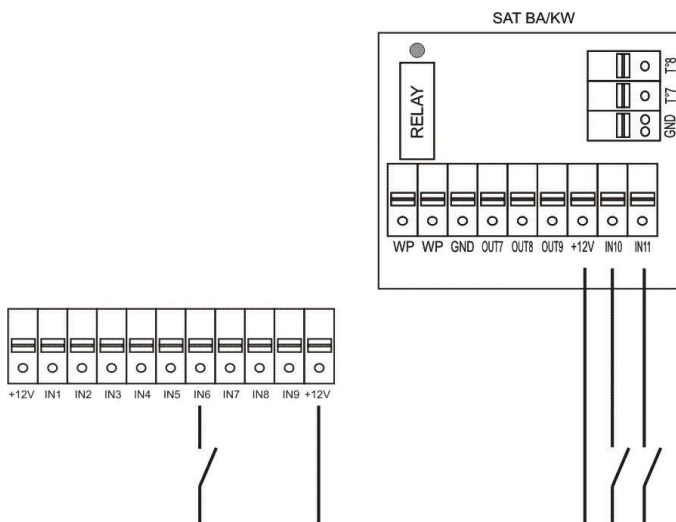 SAT BA/KW
RELAY
T°8
T°7
GND
WP WP GND OUT7 OUT8 OUT9 +12V IN10 IN11
+12V IN1 IN2 IN3 IN4 IN5 IN6 IN7 IN8 IN9 +12V